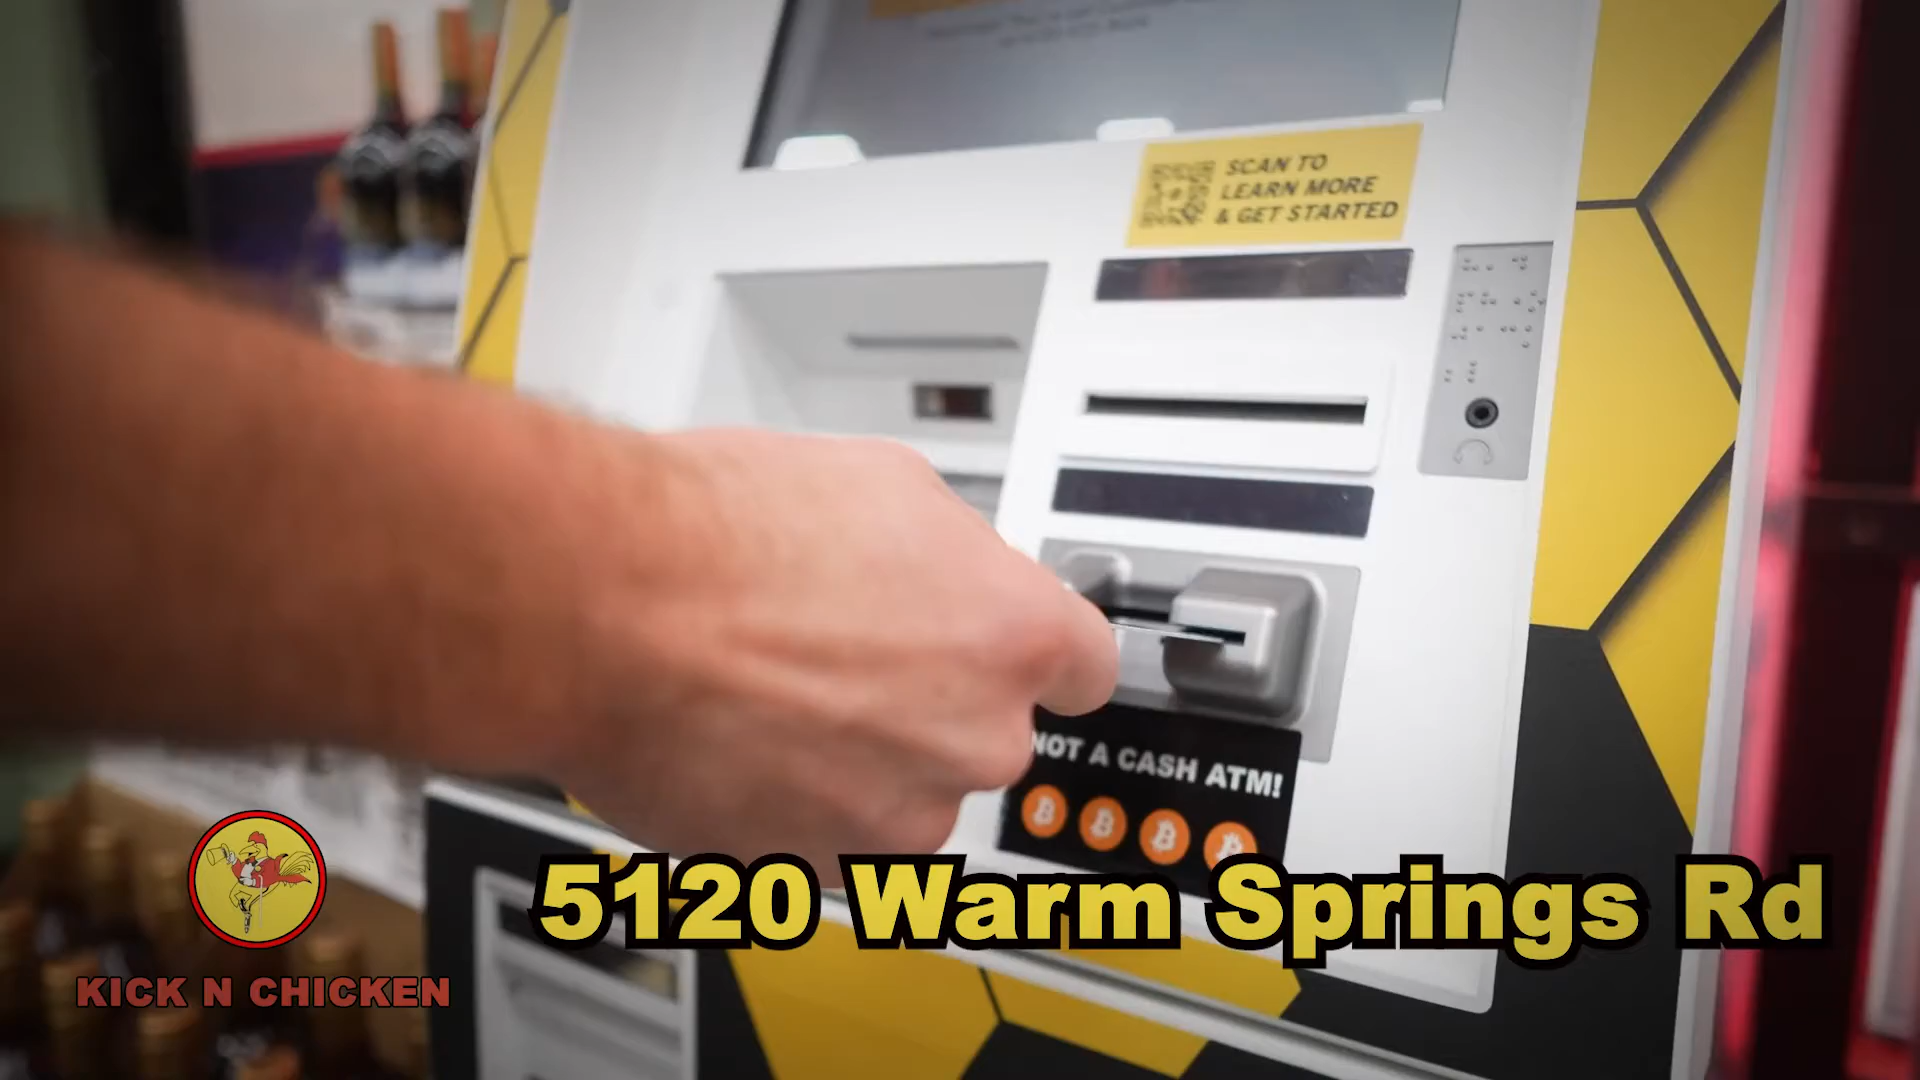 SCAN TO
LEARN MORE
& GET STARTED
NOT A CASH ATM!
5120 Warm Springs Rd
KICK N CHICKEN